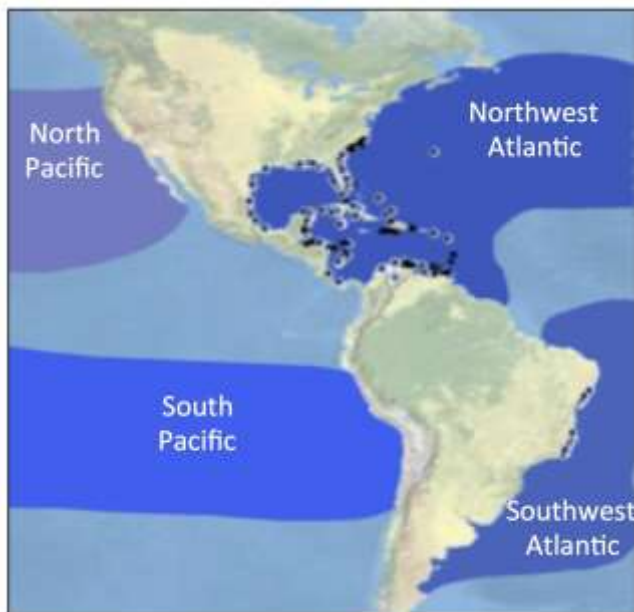 North
Pacific
Northwest
Atlantic
South
Pacific
Southwest
Atlantic